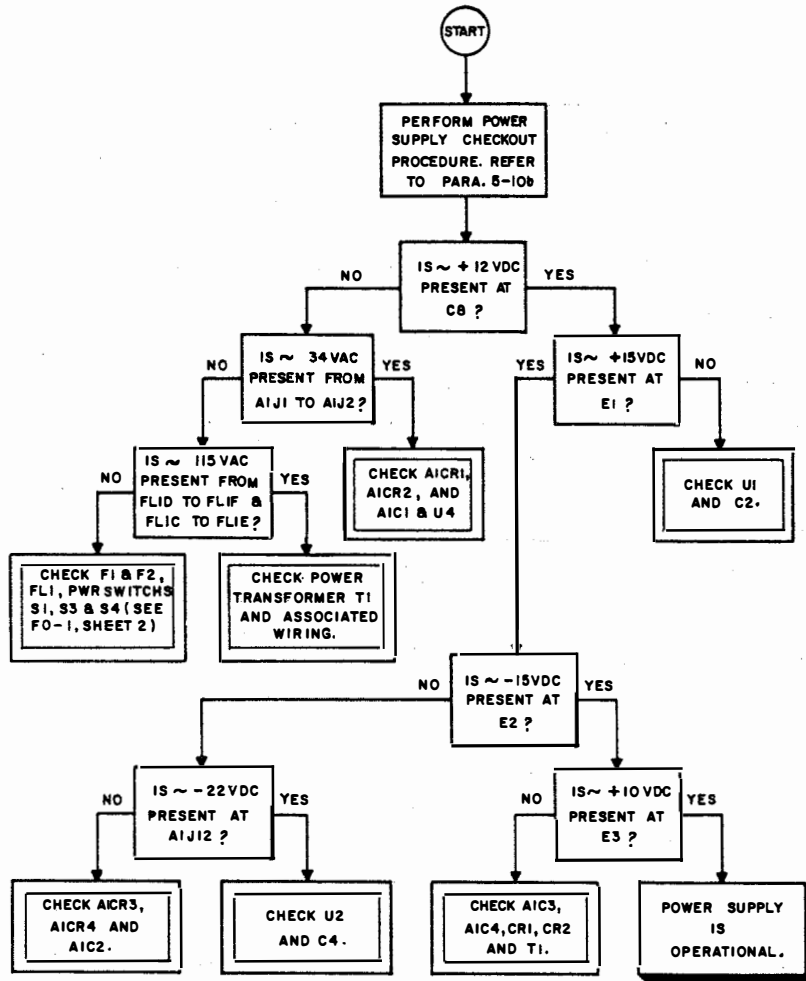 START
PERFORM POWER
SUPPLY CHECKOUT
PROCEDURE. REFER
TO PARA. 5-10b
NO
IS ~ +12 VDC
PRESENT AT
C8 ?
YES
NO
IS ~ 34 VAC
PRESENT FROM
A1J1 TO A1J2?
YES
YES
IS ~ +15VDC
PRESENT AT
E1 ?
NO
NO
IS ~ 115 VAC
PRESENT FROM
FL1D TO FL1F &
FL1C TO FL1E?
YES
CHECK A1CR1,
A1CR2, AND
A1C1 & U4
CHECK U1
AND C2.
CHECK F1 & F2,
FL1, PWR SWITCHS
S1, S3 & S4 (SEE
FO-1, SHEET 2)
CHECK POWER
TRANSFORMER T1
AND ASSOCIATED
WIRING.
NO
IS ~ -15VDC
PRESENT AT
E2 ?
YES
NO
IS ~ -22VDC
PRESENT AT
A1J12 ?
YES
NO
IS ~ +10 VDC
PRESENT AT
E3 ?
YES
CHECK A1CR3,
A1CR4 AND
A1C2.
CHECK U2
AND C4.
CHECK A1C3,
A1C4, CR1, CR2
AND T1.
POWER SUPPLY
IS
OPERATIONAL.